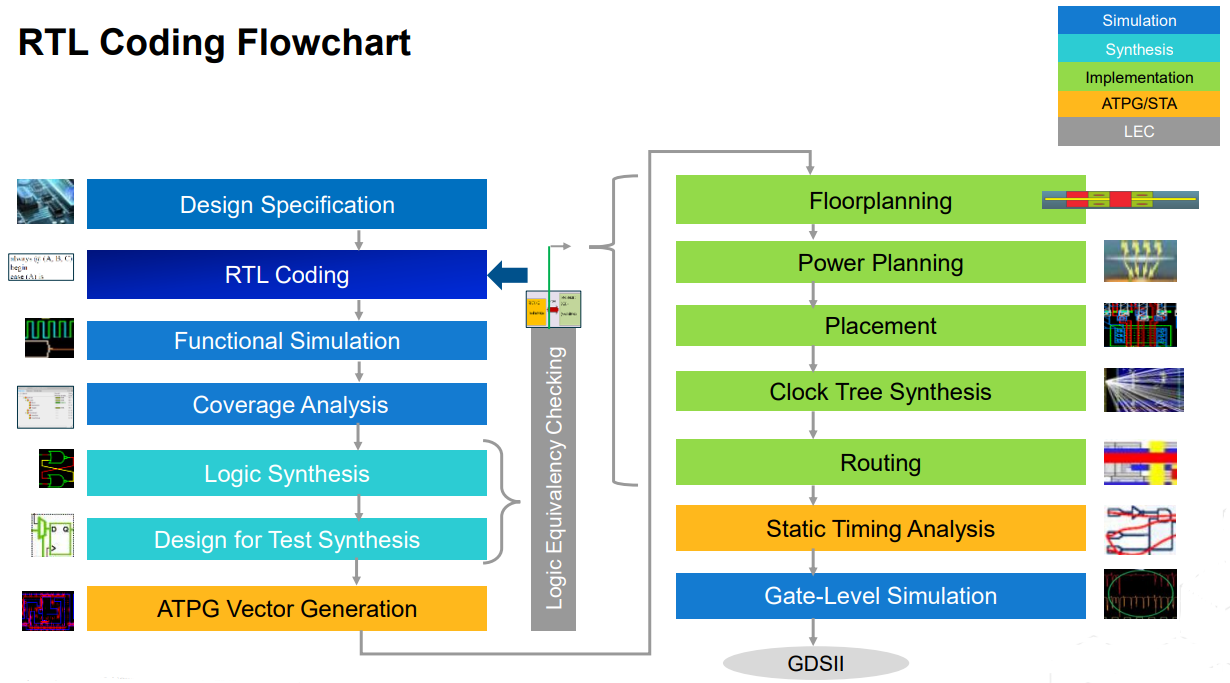 RTL Coding Flowchart
Simulation
Synthesis
Implementation
ATPG/STA
LEC
Design Specification
RTL Coding
always @ (A, B, C)
begin
case (A) is
Functional Simulation
Coverage Analysis
Logic Synthesis
Design for Test Synthesis
ATPG Vector Generation
Logic Equivalency Checking
Floorplanning
Power Planning
Placement
Clock Tree Synthesis
Routing
Static Timing Analysis
Gate-Level Simulation
GDSII